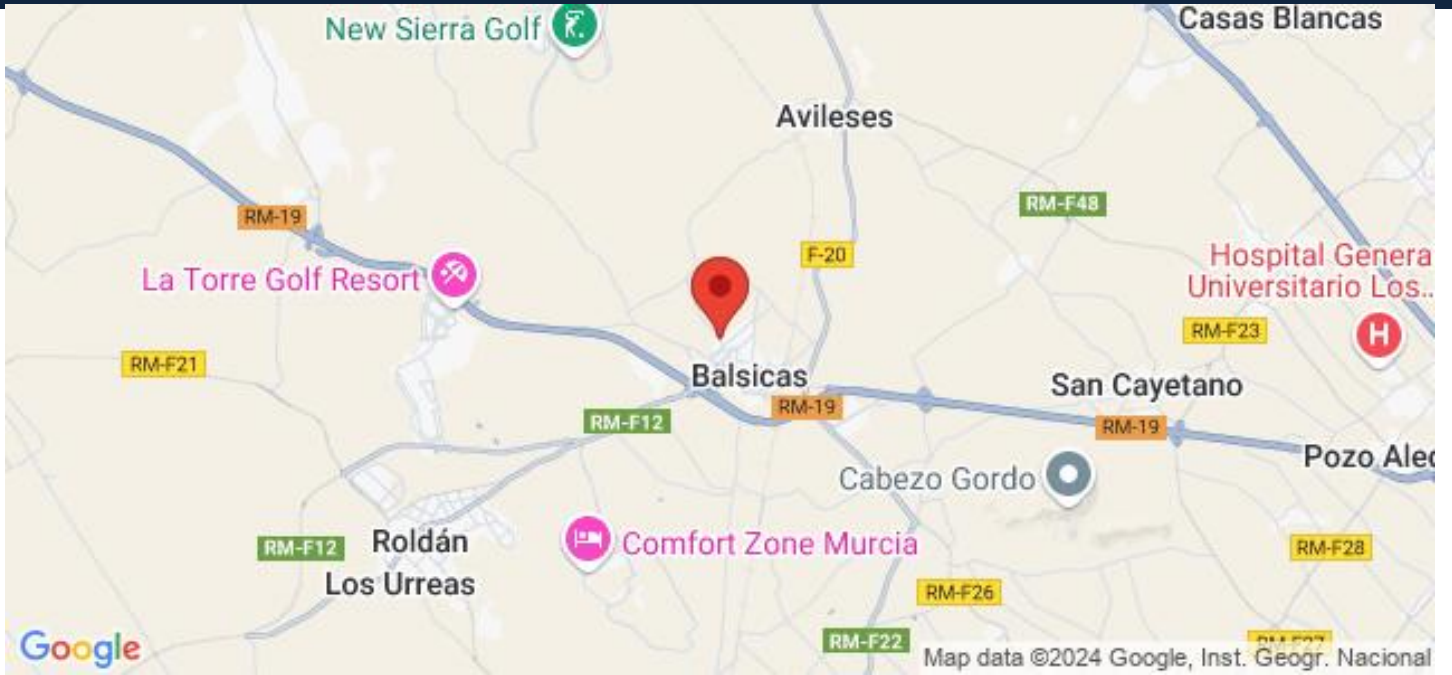 New Sierra Golf
Casas Blancas
Avileses
RM-19
RM-F48
La Torre Golf Resort
F-20
Hospital Genera
Universitario Los...
RM-F21
RM-F23
H
Balsicas
San Cayetano
RM-19
RM-F12
RM-19
Cabezo Gordo
Pozo Alec
RM-F12
Roldán
Los Urreas
Comfort Zone Murcia
RM-F28
RM-F26
RM-F22
RM-F27
Google
Map data ©2024 Google, Inst. Geogr. Nacional